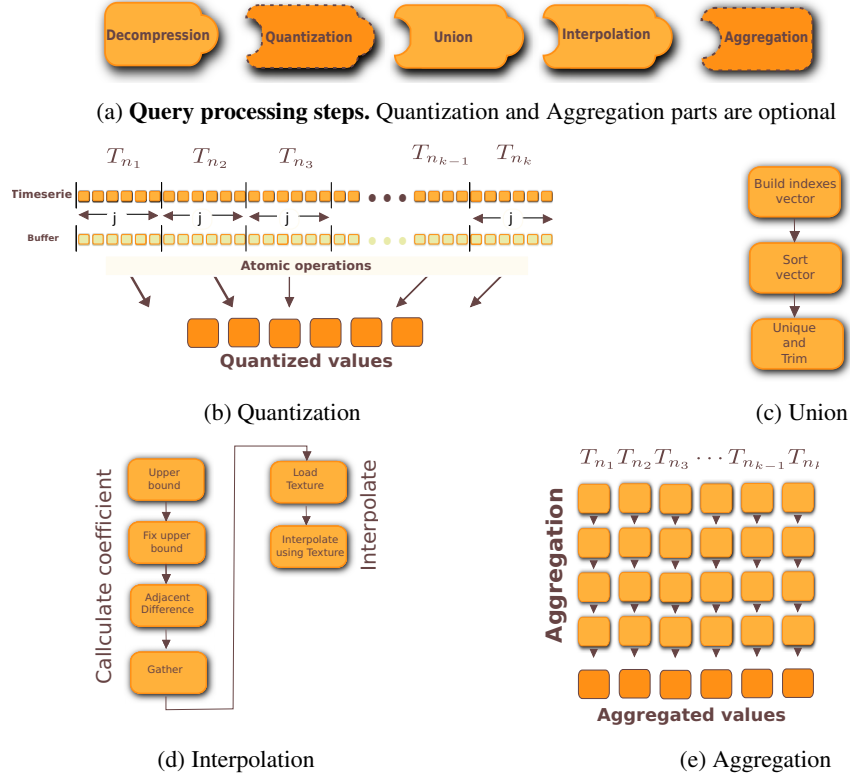 Decompression Quantization Union Interpolation Aggregation
(a) Query processing steps. Quantization and Aggregation parts are optional
T_{n_1} T_{n_2} T_{n_3} T_{n_{k-1}} T_{n_k}
Timeserie
j j j j
Buffer
Atomic operations
Quantized values
(b) Quantization
Build indexes
vector
Sort
vector
Unique
and
Trim
(c) Union
Callculate coefficient
Upper
bound
Fix upper
bound
Adjacent
Difference
Gather
Load
Texture
Interpolate
using Texture
Interpolate
(d) Interpolation
T_{n_1} T_{n_2} T_{n_3} ··· T_{n_{k-1}} T_{n_k}
Aggregation
Aggregated values
(e) Aggregation